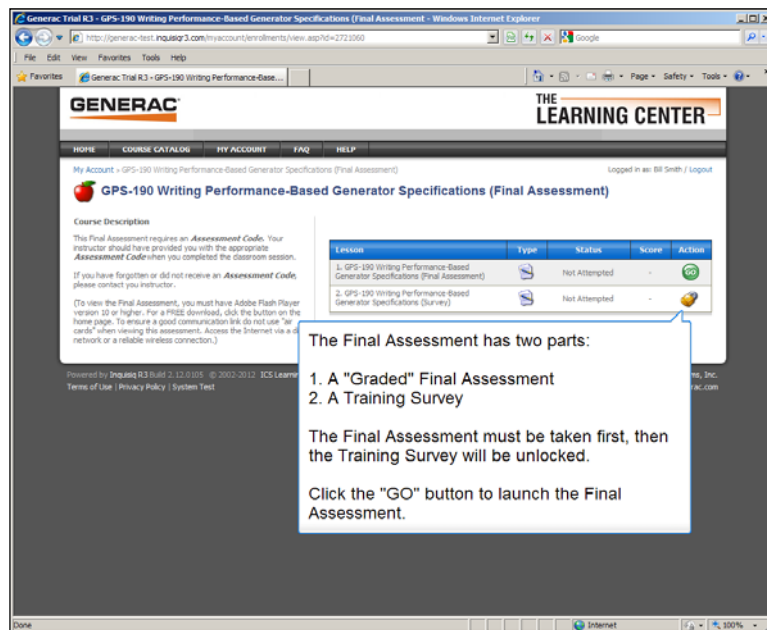 Generac Trial R3 - GPS-190 Writing Performance-Based Generator Specifications (Final Assessment - Windows Internet Explorer
http://generac-test.inquisiqr3.com/myaccount/enrollments/view.asp?id=2721060
Google
File Edit View Favorites Tools Help
Favorites Generac Trial R3 - GPS-190 Writing Performance-Base... Page Safety Tools
GENERAC
THE
LEARNING CENTER
HOME COURSE CATALOG MY ACCOUNT FAQ HELP
My Account » GPS-190 Writing Performance-Based Generator Specifications (Final Assessment) Logged in as: Bill Smith / Logout
GPS-190 Writing Performance-Based Generator Specifications (Final Assessment)
Course Description
This Final Assessment requires an Assessment Code. Your
instructor should have provided you with the appropriate
Assessment Code when you completed the classroom session.
If you have forgotten or did not receive an Assessment Code,
please contact you instructor.
(To view the Final Assessment, you must have Adobe Flash Player
version 10 or higher. For a FREE download, click the button on the
home page. To ensure a good communication link do not use "air
cards" when viewing this assessment. Access the Internet via a
network or a reliable wireless connection.)
Lesson Type Status Score Action
1. GPS-190 Writing Performance-Based
Generator Specifications (Final Assessment) Not Attempted - GO
2. GPS-190 Writing Performance-Based
Generator Specifications (Survey) Not Attempted -
The Final Assessment has two parts:
1. A "Graded" Final Assessment
2. A Training Survey
The Final Assessment must be taken first, then
the Training Survey will be unlocked.
Click the "GO" button to launch the Final
Assessment.
Powered by Inquisiq R3 Build 2.12.0105 © 2002-2012 ICS Learn
Terms of Use | Privacy Policy | System Test
Done Internet 100%